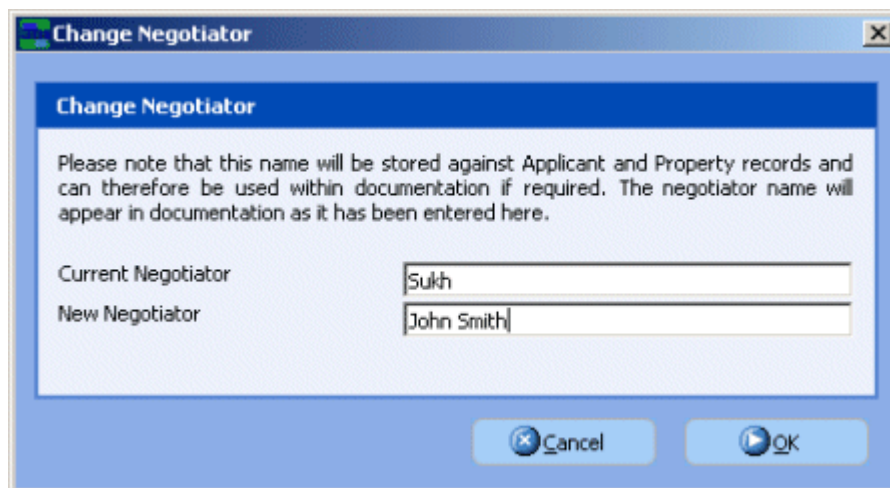 Change Negotiator
Change Negotiator
Please note that this name will be stored against Applicant and Property records and
can therefore be used within documentation if required. The negotiator name will
appear in documentation as it has been entered here.
Current Negotiator Sukh
New Negotiator John Smith
Cancel OK